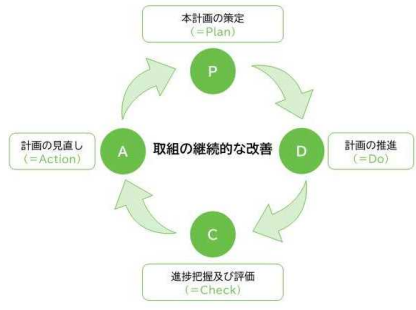 本計画の策定
(=Plan)
P
計画の見直し
(=Action)
A
取組の継続的な改善
D
計画の推進
(=Do)
C
進捗把握及び評価
(=Check)